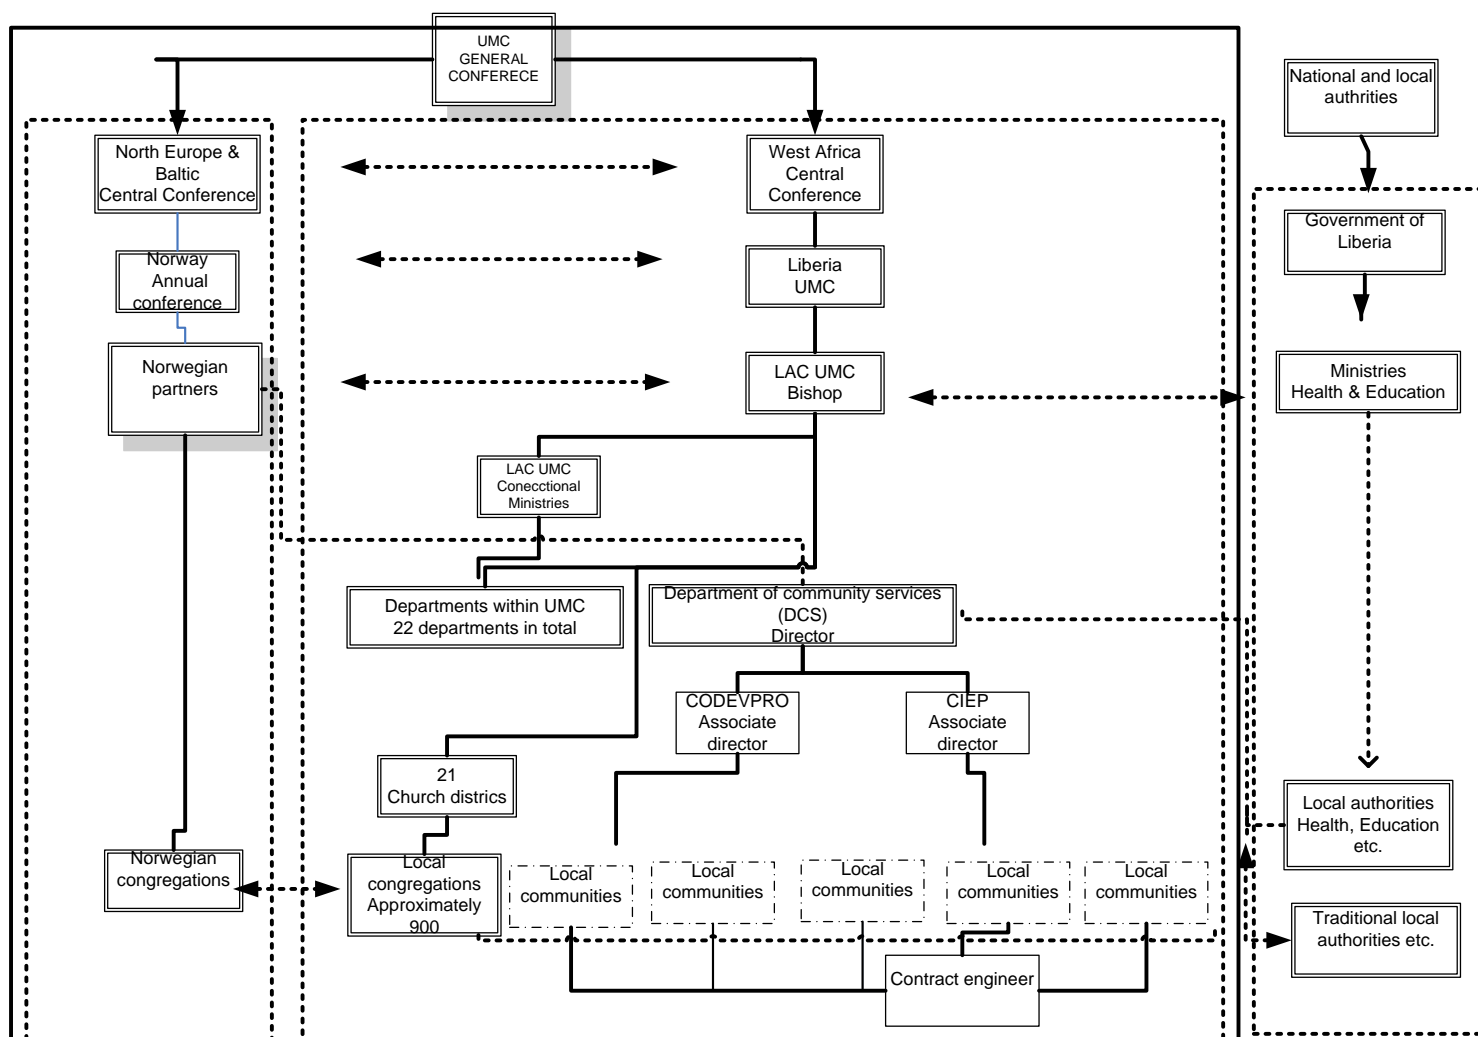 UMC
GENERAL
CONFERECE
National and local
authrities
North Europe &
Baltic
Central Conference
West Africa
Central
Conference
Government of
Liberia
Norway
Annual
conference
Liberia
UMC
Norwegian
partners
LAC UMC
Bishop
Ministries
Health & Education
LAC UMC
Conecctional
Ministries
Departments within UMC
22 departments in total
Department of community services
(DCS)
Director
CODEVPRO
Associate
director
CIEP
Associate
director
21
Church districs
Local authorities
Health, Education
etc.
Norwegian
congregations
Local
congregations
Approximately
900
Local
communities
Local
communities
Local
communities
Local
communities
Local
communities
Traditional local
authorities etc.
Contract engineer